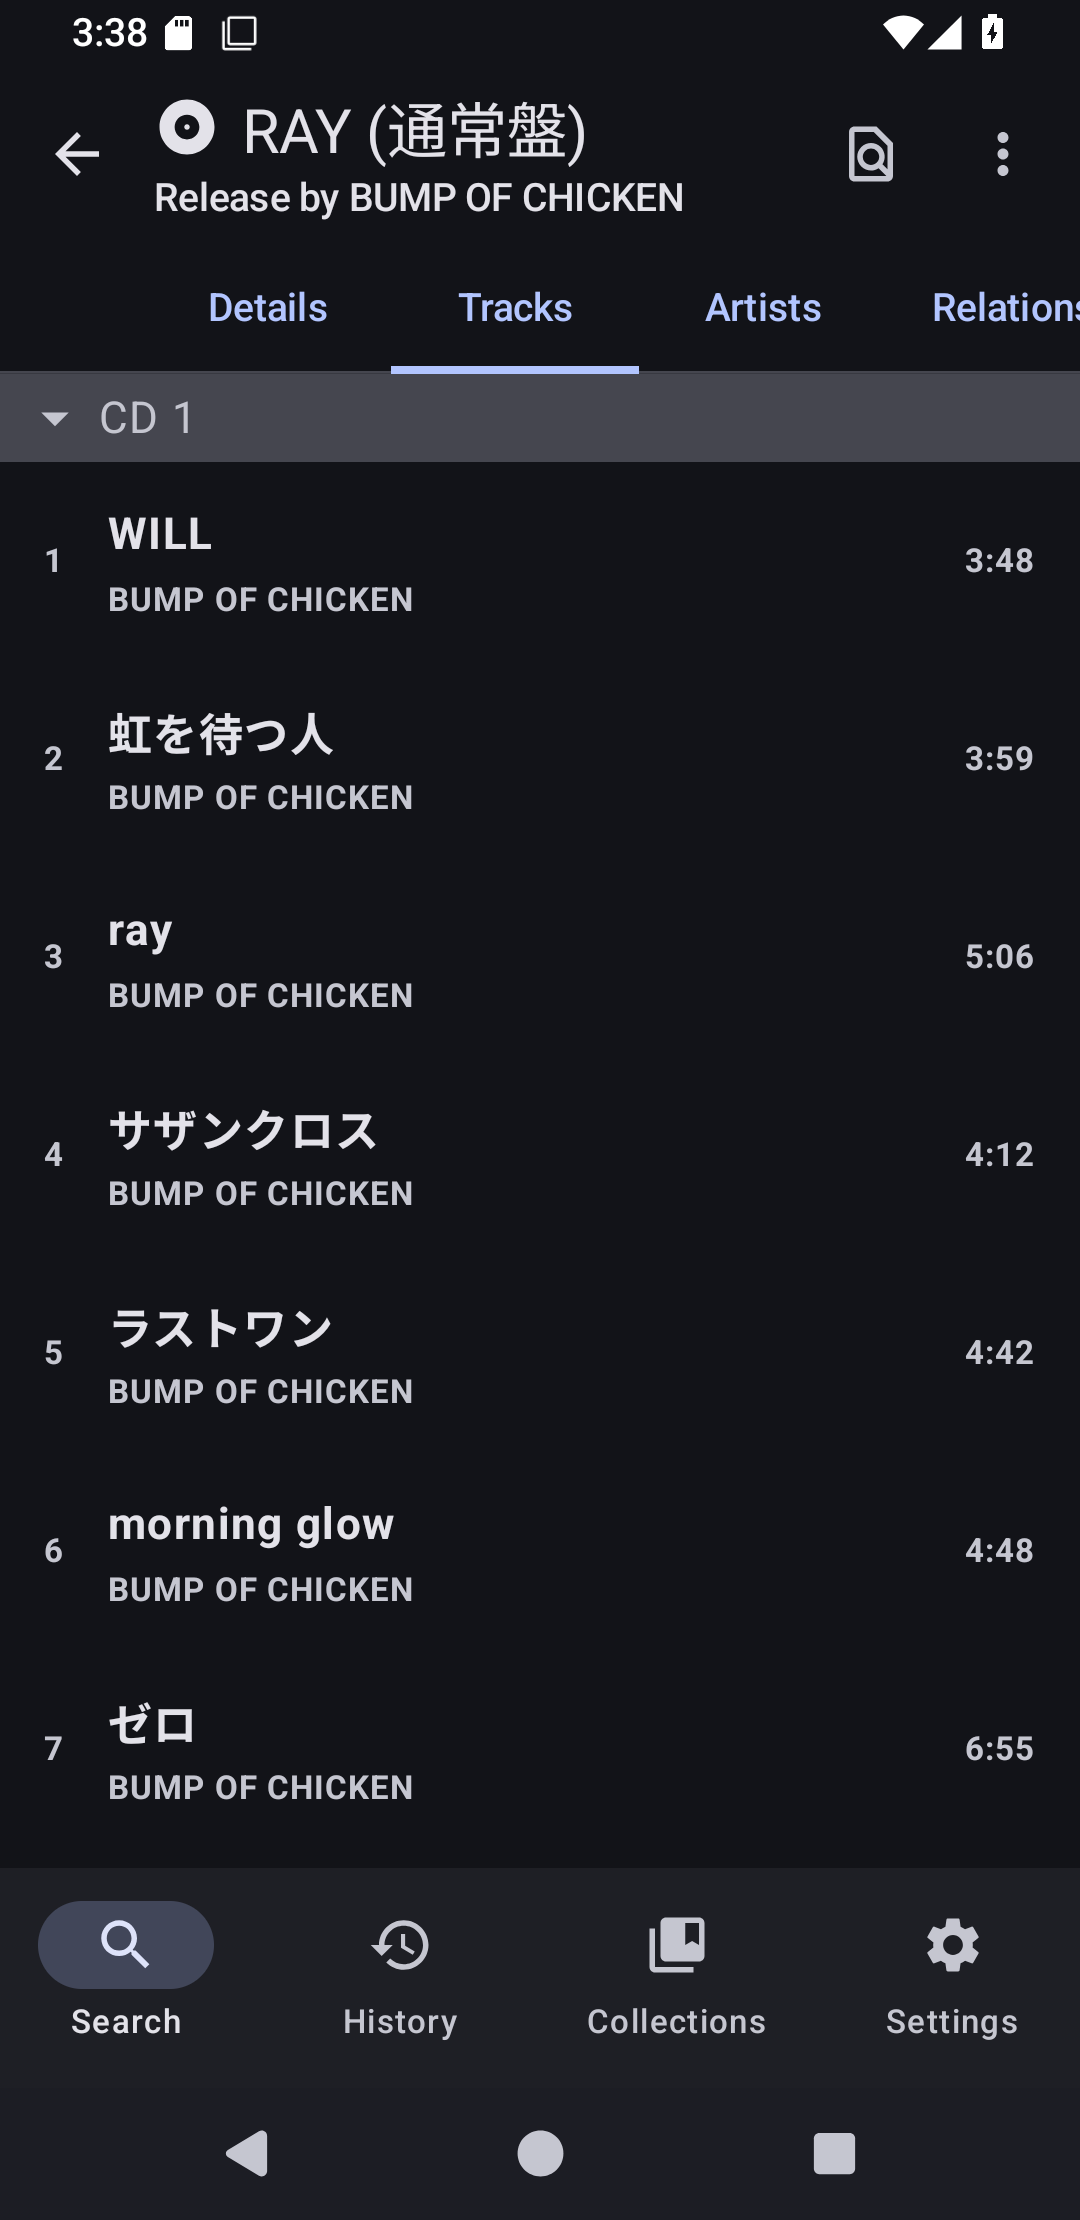 3:38
RAY (通常盤)
Release by BUMP OF CHICKEN
Details
Tracks
Artists
Relations
CD 1
1
WILL
BUMP OF CHICKEN
3:48
2
虹を待つ人
BUMP OF CHICKEN
3:59
3
ray
BUMP OF CHICKEN
5:06
4
サザンクロス
BUMP OF CHICKEN
4:12
5
ラストワン
BUMP OF CHICKEN
4:42
6
morning glow
BUMP OF CHICKEN
4:48
7
ゼロ
BUMP OF CHICKEN
6:55
Search
History
Collections
Settings